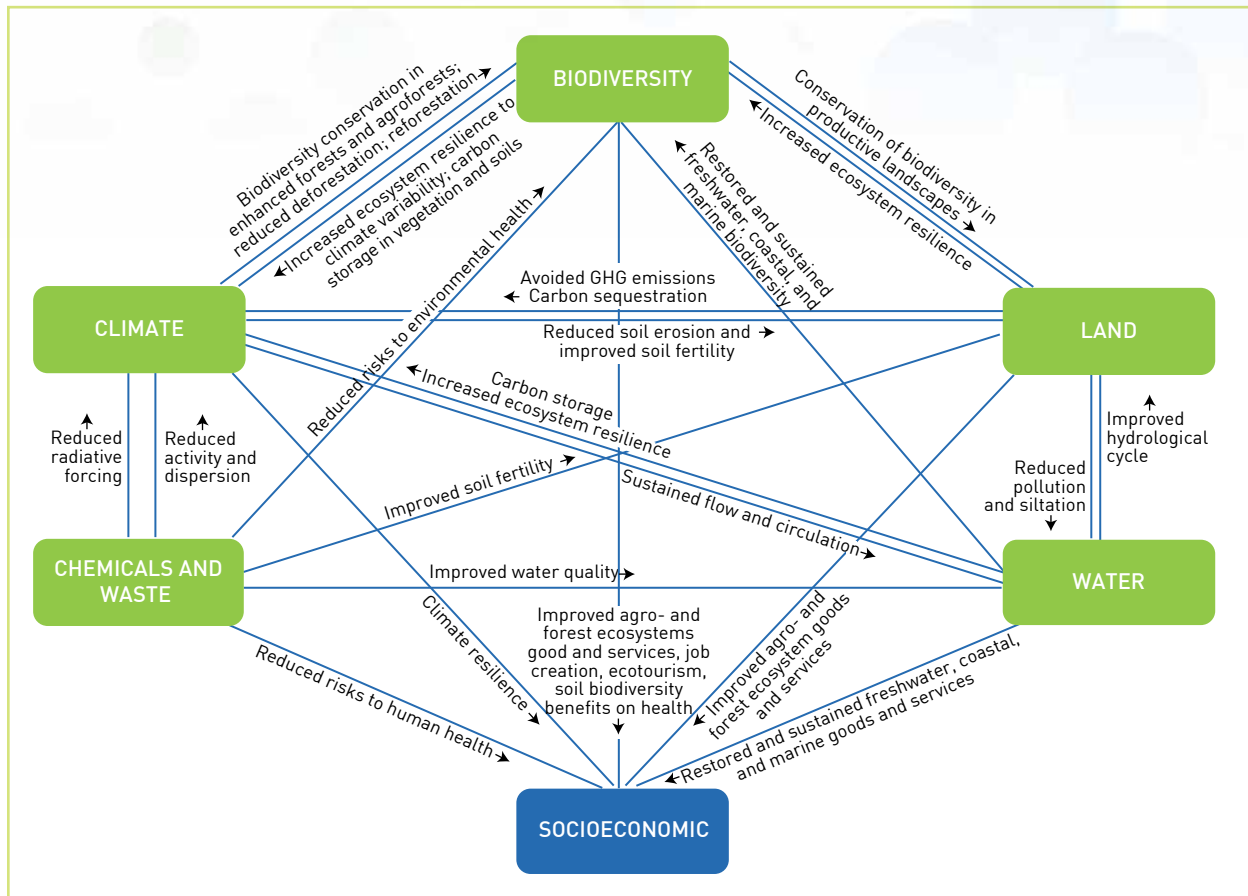 BIODIVERSITY
Biodiversity conservation in
enhanced forests and agroforests;
reduced deforestation; reforestation
Increased ecosystem resilience to
climate variability; carbon
storage in vegetation and soils
Conservation of biodiversity in
productive landscapes
Increased ecosystem resilience
Restored and sustained
freshwater, coastal, and
marine biodiversity
Reduced risks to environmental health
Avoided GHG emissions
Carbon sequestration
CLIMATE
LAND
Reduced soil erosion and
improved soil fertility
Carbon storage
Increased ecosystem resilience
Sustained flow and circulation
Reduced
radiative
forcing
Reduced
activity and
dispersion
Improved
hydrological
cycle
Reduced
pollution
and siltation
Improved soil fertility
CHEMICALS AND
WASTE
WATER
Improved water quality
Climate resilience
Improved agro- and
forest ecosystems
good and services, job
creation, ecotourism,
soil biodiversity
benefits on health
Improved agro- and
forest ecosystem goods
and services
Reduced risks to human health
Restored and sustained freshwater, coastal,
and marine goods and services
SOCIOECONOMIC